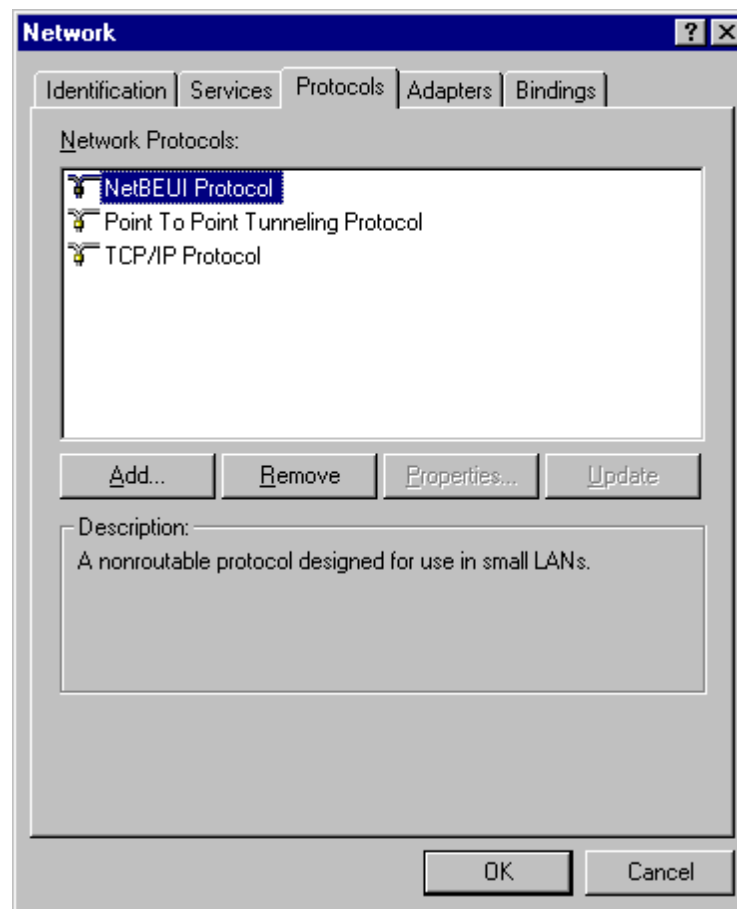 Network
Identification Services Protocols Adapters Bindings
Network Protocols:
NetBEUI Protocol
Point To Point Tunneling Protocol
TCP/IP Protocol
Add... Remove Properties... Update
Description:
A nonroutable protocol designed for use in small LANs.
OK Cancel